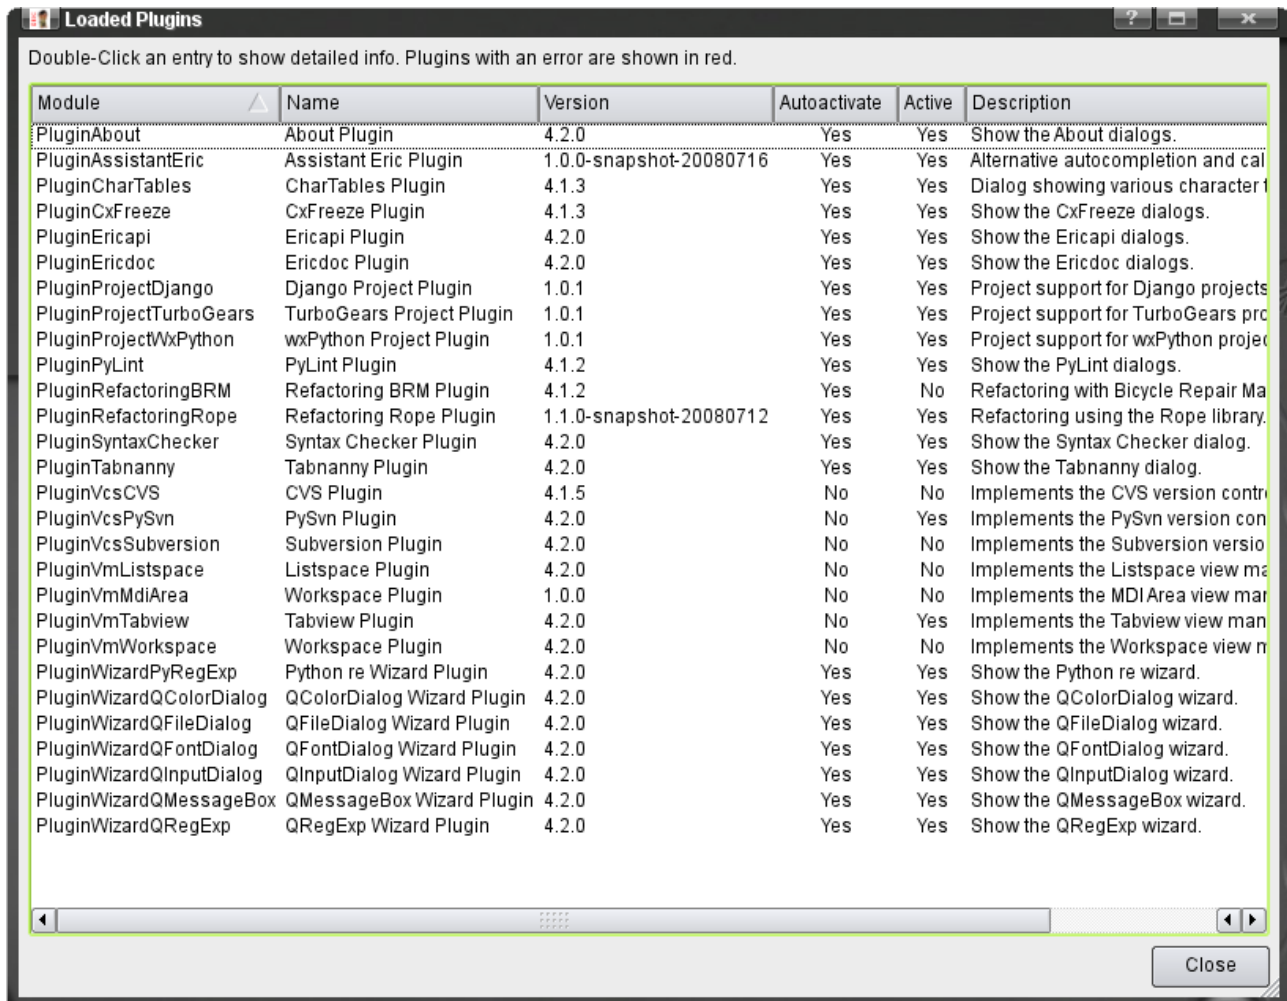 Loaded Plugins
Double-Click an entry to show detailed info. Plugins with an error are shown in red.
Module Name Version Autoactivate Active Description
PluginAbout About Plugin 4.2.0 Yes Yes Show the About dialogs.
PluginAssistantEric Assistant Eric Plugin 1.0.0-snapshot-20080716 Yes Yes Alternative autocompletion and cal
PluginCharTables CharTables Plugin 4.1.3 Yes Yes Dialog showing various character t
PluginCxFreeze CxFreeze Plugin 4.1.3 Yes Yes Show the CxFreeze dialogs.
PluginEricapi Ericapi Plugin 4.2.0 Yes Yes Show the Ericapi dialogs.
PluginEricdoc Ericdoc Plugin 4.2.0 Yes Yes Show the Ericdoc dialogs.
PluginProjectDjango Django Project Plugin 1.0.1 Yes Yes Project support for Django projects
PluginProjectTurboGears TurboGears Project Plugin 1.0.1 Yes Yes Project support for TurboGears pro
PluginProjectWxPython wxPython Project Plugin 1.0.1 Yes Yes Project support for wxPython projec
PluginPyLint PyLint Plugin 4.1.2 Yes Yes Show the PyLint dialogs.
PluginRefactoringBRM Refactoring BRM Plugin 4.1.2 Yes No Refactoring with Bicycle Repair Ma
PluginRefactoringRope Refactoring Rope Plugin 1.1.0-snapshot-20080712 Yes Yes Refactoring using the Rope library.
PluginSyntaxChecker Syntax Checker Plugin 4.2.0 Yes Yes Show the Syntax Checker dialog.
PluginTabnanny Tabnanny Plugin 4.2.0 Yes Yes Show the Tabnanny dialog.
PluginVcsCVS CVS Plugin 4.1.5 No No Implements the CVS version contro
PluginVcsPySvn PySvn Plugin 4.2.0 No Yes Implements the PySvn version con
PluginVcsSubversion Subversion Plugin 4.2.0 No No Implements the Subversion versio
PluginVmListspace Listspace Plugin 4.2.0 No No Implements the Listspace view ma
PluginVmMdiArea Workspace Plugin 1.0.0 No No Implements the MDI Area view man
PluginVmTabview Tabview Plugin 4.2.0 No Yes Implements the Tabview view man
PluginVmWorkspace Workspace Plugin 4.2.0 No No Implements the Workspace view m
PluginWizardPyRegExp Python re Wizard Plugin 4.2.0 Yes Yes Show the Python re wizard.
PluginWizardQColorDialog QColorDialog Wizard Plugin 4.2.0 Yes Yes Show the QColorDialog wizard.
PluginWizardQFileDialog QFileDialog Wizard Plugin 4.2.0 Yes Yes Show the QFileDialog wizard.
PluginWizardQFontDialog QFontDialog Wizard Plugin 4.2.0 Yes Yes Show the QFontDialog wizard.
PluginWizardQInputDialog QInputDialog Wizard Plugin 4.2.0 Yes Yes Show the QInputDialog wizard.
PluginWizardQMessageBox QMessageBox Wizard Plugin 4.2.0 Yes Yes Show the QMessageBox wizard.
PluginWizardQRegExp QRegExp Wizard Plugin 4.2.0 Yes Yes Show the QRegExp wizard.
Close